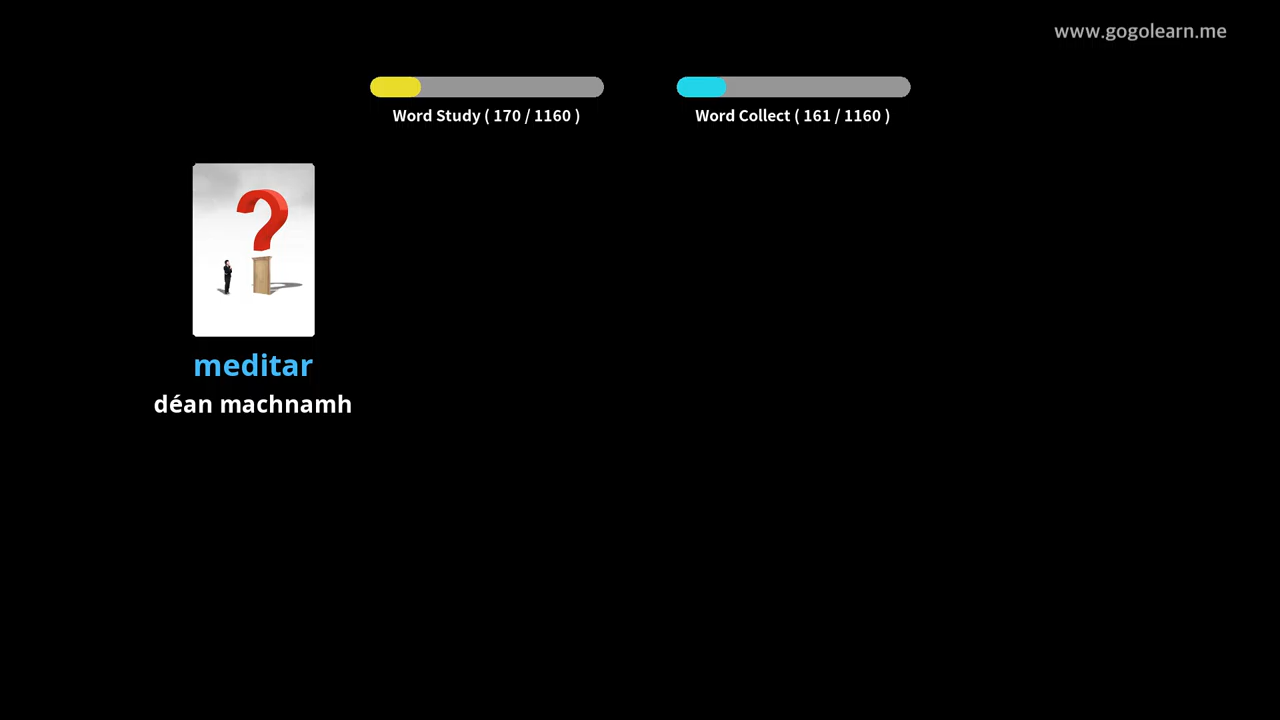 www.gogolearn.me
Word Study ( 170 / 1160 )
Word Collect ( 161 / 1160 )
meditar
déan machnamh